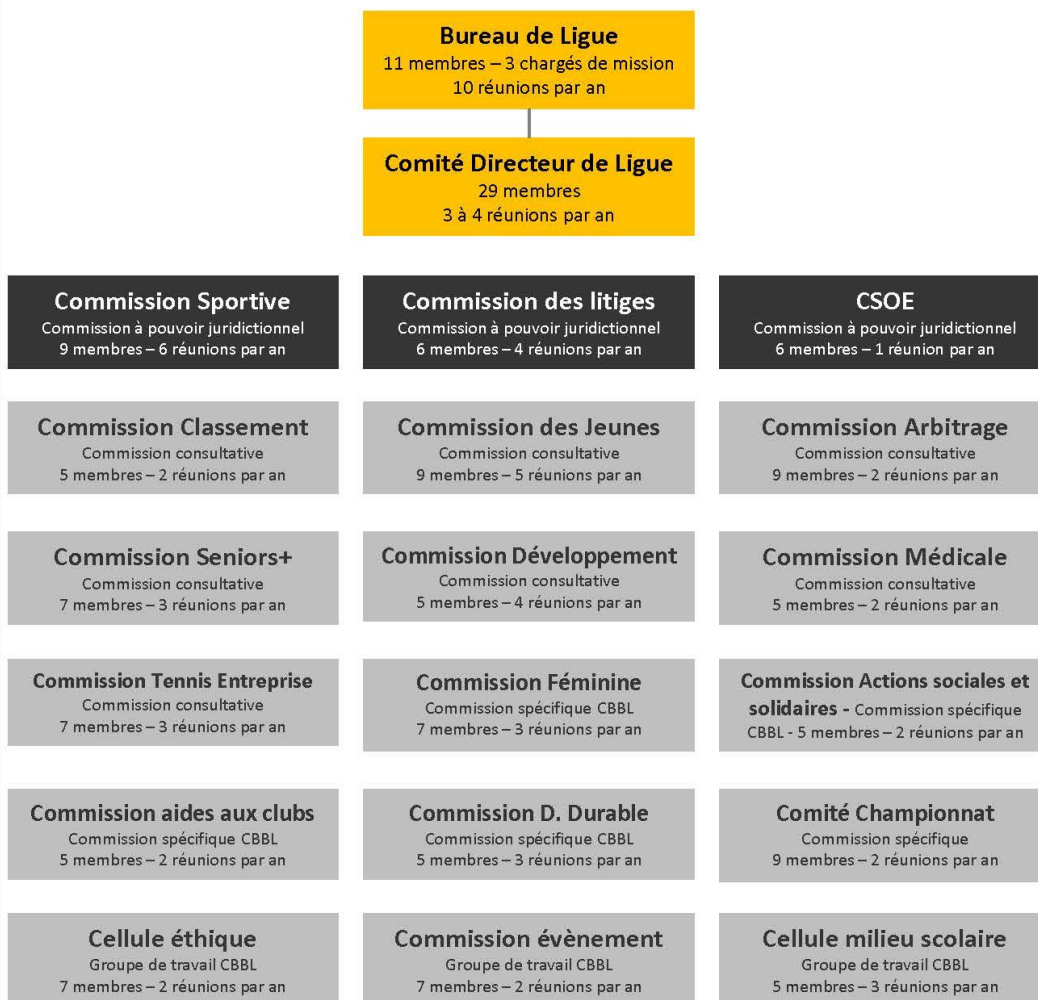 Bureau de Ligue
11 membres – 3 chargés de mission
10 réunions par an
Comité Directeur de Ligue
29 membres
3 à 4 réunions par an
Commission Sportive
Commission à pouvoir juridictionnel
9 membres – 6 réunions par an
Commission des litiges
Commission à pouvoir juridictionnel
6 membres – 4 réunions par an
CSOE
Commission à pouvoir juridictionnel
6 membres – 1 réunion par an
Commission Classement
Commission consultative
5 membres – 2 réunions par an
Commission des Jeunes
Commission consultative
9 membres – 5 réunions par an
Commission Arbitrage
Commission consultative
9 membres – 2 réunions par an
Commission Seniors+
Commission consultative
7 membres – 3 réunions par an
Commission Développement
Commission consultative
5 membres – 4 réunions par an
Commission Médicale
Commission consultative
5 membres – 2 réunions par an
Commission Tennis Entreprise
Commission consultative
7 membres – 3 réunions par an
Commission Féminine
Commission spécifique CBBL
7 membres – 3 réunions par an
Commission Actions sociales et
solidaires - Commission spécifique
CBBL - 5 membres – 2 réunions par an
Commission aides aux clubs
Commission spécifique CBBL
5 membres – 2 réunions par an
Commission D. Durable
Commission spécifique CBBL
5 membres – 3 réunions par an
Comité Championnat
Commission spécifique
9 membres – 2 réunions par an
Cellule éthique
Groupe de travail CBBL
7 membres – 2 réunions par an
Commission évènement
Groupe de travail CBBL
7 membres – 2 réunions par an
Cellule milieu scolaire
Groupe de travail CBBL
5 membres – 3 réunions par an